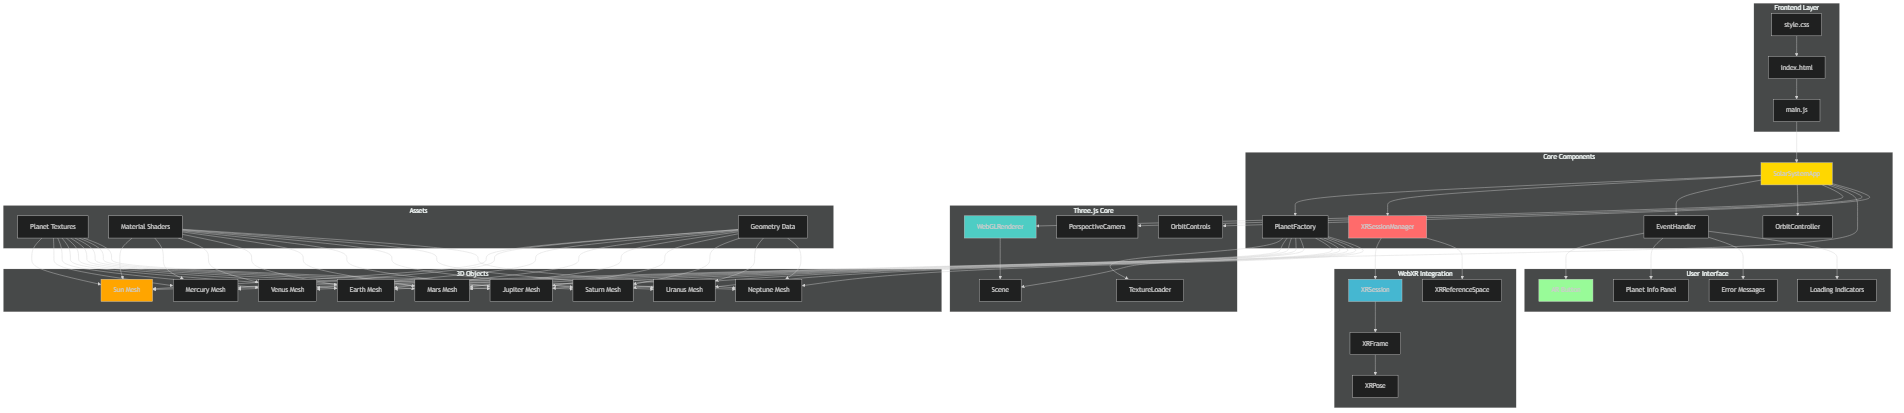 Frontend Layer
style.css
index.html
main.js
Core Components
PlanetFactory
XRSessionManager
EventHandler
OrbitController
Assets
Planet Textures
Material Shaders
Geometry Data
Three.js Core
WebGLRenderer
PerspectiveCamera
OrbitControls
Scene
TextureLoader
3D Objects
Sun Mesh
Mercury Mesh
Venus Mesh
Earth Mesh
Mars Mesh
Jupiter Mesh
Saturn Mesh
Uranus Mesh
Neptune Mesh
WebXR Integration
XRSession
XRReferenceSpace
XRFrame
XRPose
User Interface
Planet Info Panel
Error Messages
Loading Indicators